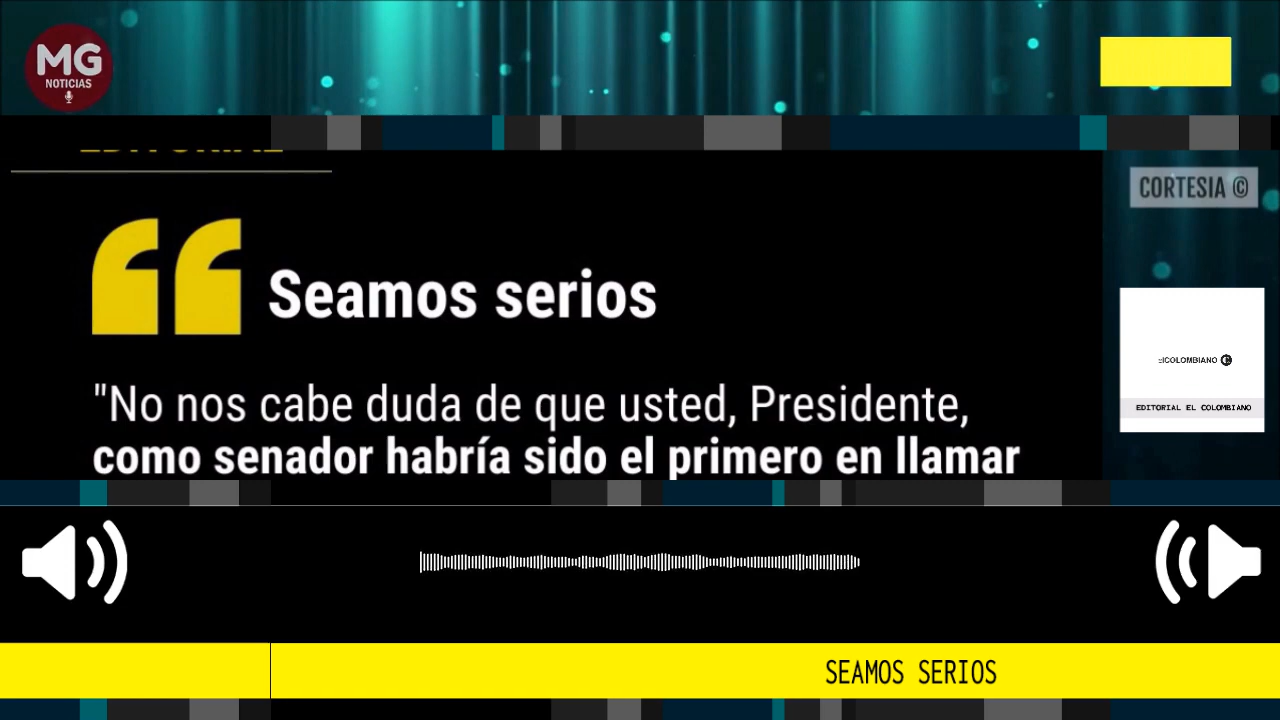 MG
NOTICIAS
EDITORIAL
CORTESIA ©
Seamos serios
ELCOLOMBIANO
"No nos cabe duda de que usted, Presidente,
EDITORIAL EL COLOMBIANO
como senador habría sido el primero en llamar
SEAMOS SERIOS